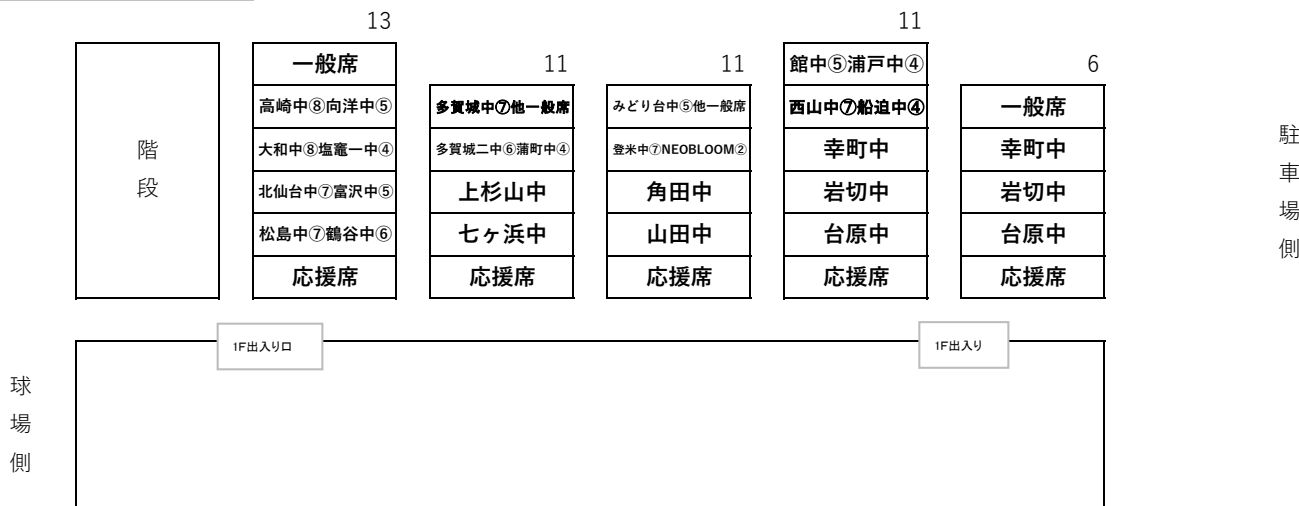 13
11
11
11
6
一般席
館中⑤浦戸中④
高崎中⑧向洋中⑤
多賀城中⑦他一般席
みどり台中⑤他一般席
西山中⑦船迫中④
一般席
大和中⑧塩竈一中④
多賀城二中⑥蒲町中④
登米中⑦NEOBLOOM②
幸町中
幸町中
北仙台中⑦富沢中⑤
上杉山中
角田中
岩切中
岩切中
松島中⑦鶴谷中⑥
七ヶ浜中
山田中
台原中
台原中
応援席
応援席
応援席
応援席
応援席
階段
駐車場側
1F出入り口
1F出入り
球場側